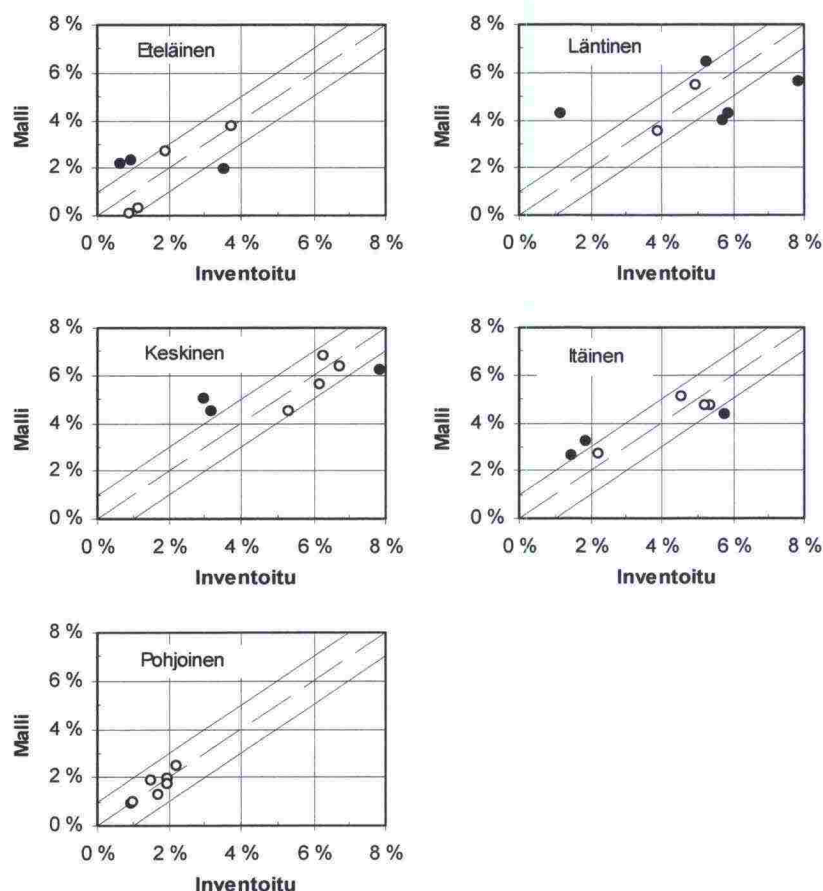 8 %
Eteläinen
6 %
4 %
2 %
0 %
Malli
0 % 2 % 4 % 6 % 8 %
Inventoitu
8 %
Läntinen
6 %
4 %
2 %
0 %
Malli
0 % 2 % 4 % 6 % 8 %
Inventoitu
8 %
Keskinen
6 %
4 %
2 %
0 %
Malli
0 % 2 % 4 % 6 % 8 %
Inventoitu
8 %
Itäinen
6 %
4 %
2 %
0 %
Malli
0 % 2 % 4 % 6 % 8 %
Inventoitu
8 %
Pohjoinen
6 %
4 %
2 %
0 %
Malli
0 % 2 % 4 % 6 % 8 %
Inventoitu